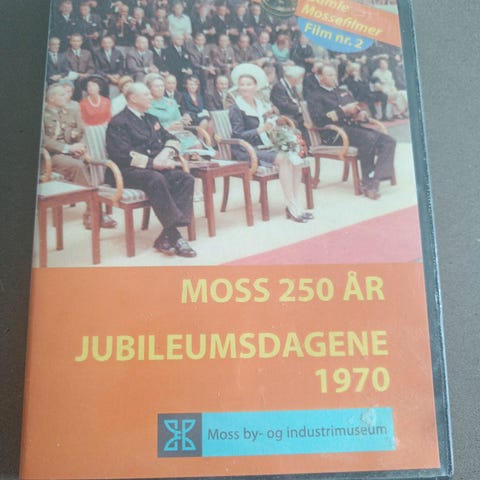 Gamle
Mossefilmer
Film nr. 2
MOSS 250 ÅR
JUBILEUMSDAGENE
1970
Moss by- og industrimuseum